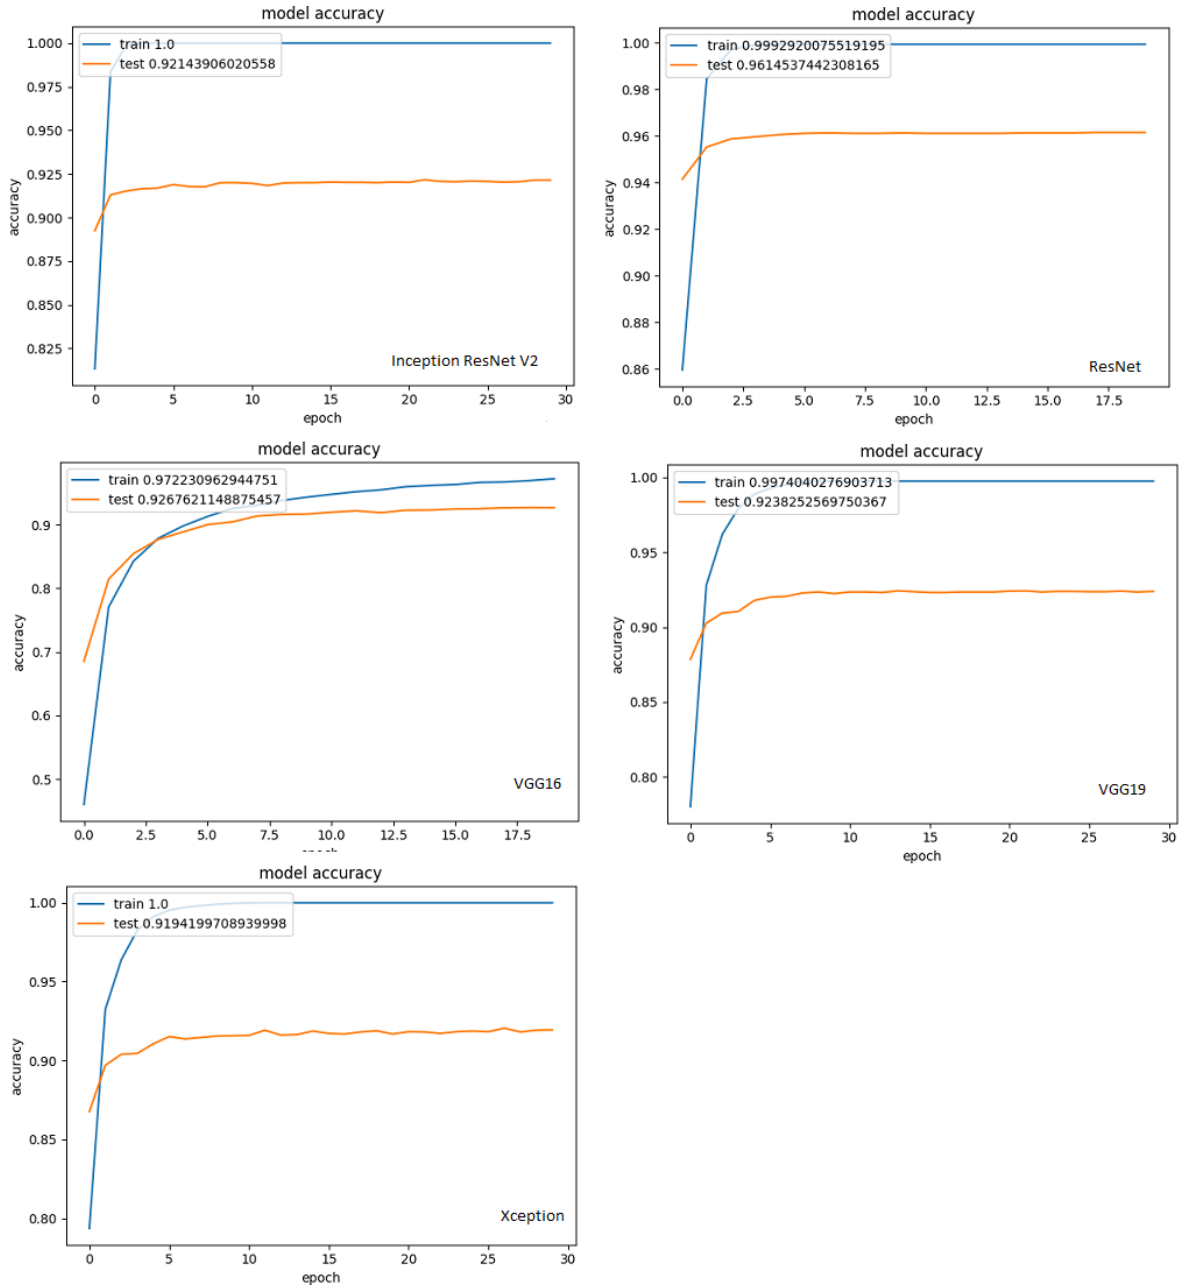 model accuracy
train 1.0
test 0.92143906020558
1.000
0.975
0.950
0.925
0.900
0.875
0.850
0.825
accuracy
Inception ResNet V2
0 5 10 15 20 25 30
epoch
model accuracy
train 0.9992920075519195
test 0.9614537442308165
1.00
0.98
0.96
0.94
0.92
0.90
0.88
0.86
accuracy
ResNet
0.0 2.5 5.0 7.5 10.0 12.5 15.0 17.5
epoch
model accuracy
train 0.972230962944751
test 0.9267621148875457
0.9
0.8
0.7
0.6
0.5
accuracy
VGG16
0.0 2.5 5.0 7.5 10.0 12.5 15.0 17.5
epoch
model accuracy
train 0.9974040276903713
test 0.9238252569750367
1.00
0.95
0.90
0.85
0.80
accuracy
VGG19
0 5 10 15 20 25 30
epoch
model accuracy
train 1.0
test 0.9194199708939998
1.00
0.95
0.90
0.85
0.80
accuracy
Xception
0 5 10 15 20 25 30
epoch